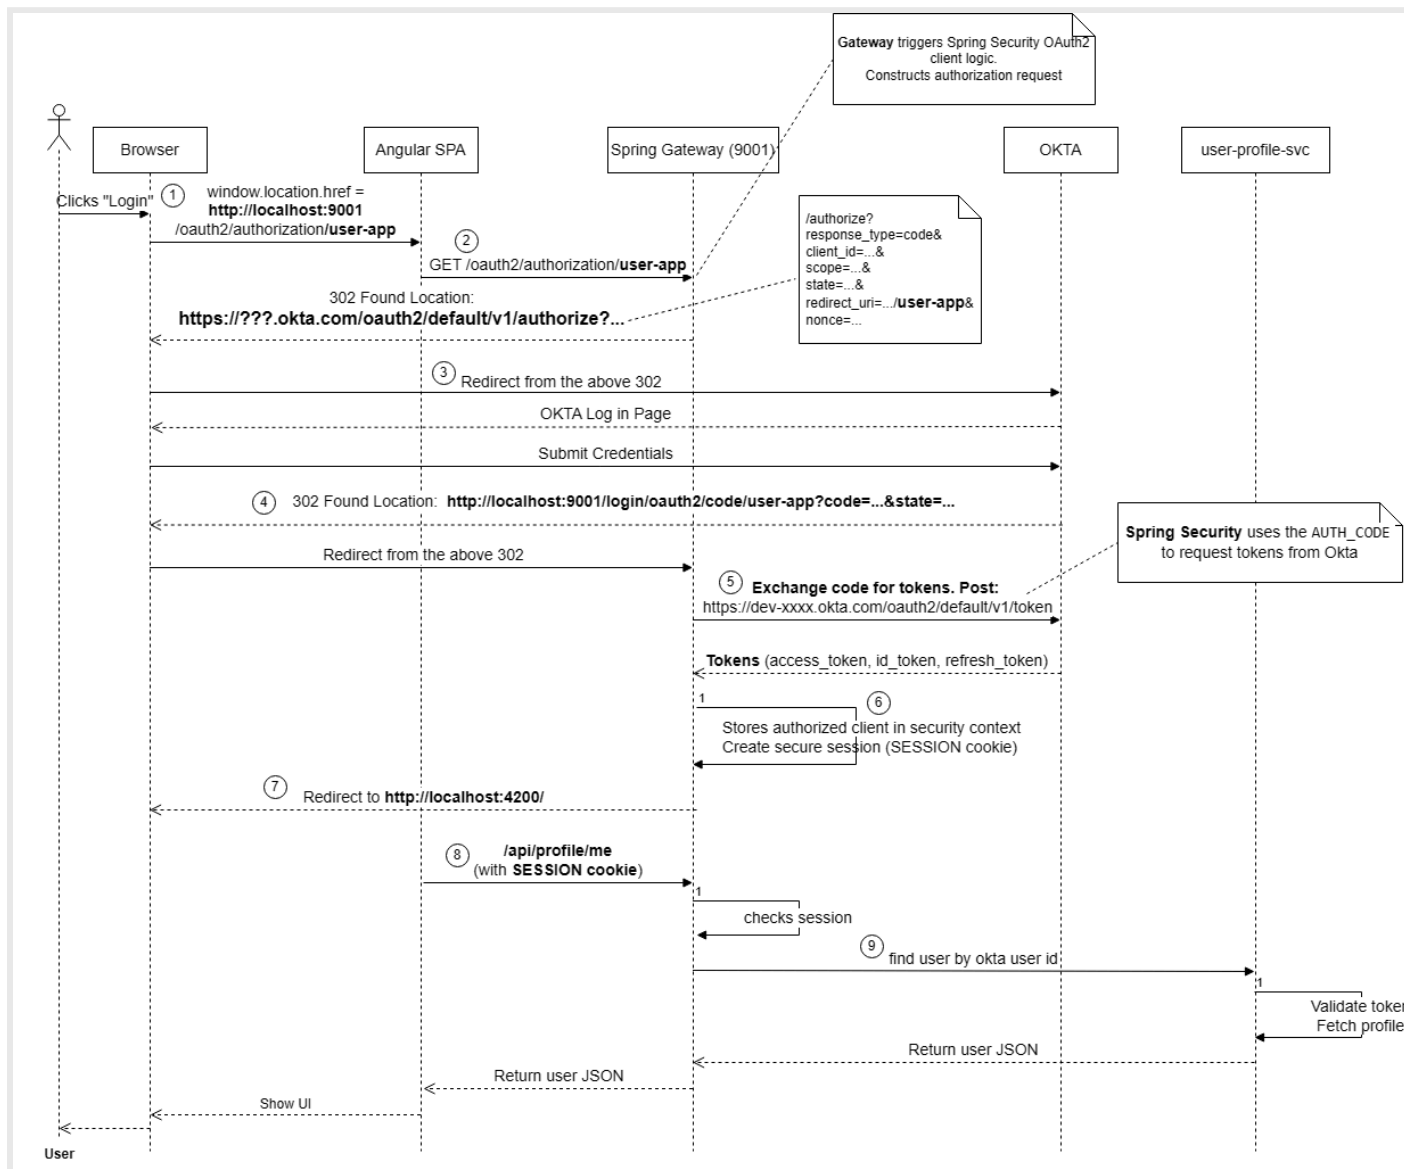 Gateway triggers Spring Security OAuth2
client logic.
Constructs authorization request
Browser
Angular SPA
Spring Gateway (9001)
OKTA
user-profile-svc
Clicks "Login"
1
window.location.href =
http://localhost:9001
/oauth2/authorization/user-app
2
GET /oauth2/authorization/user-app
/authorize?
response_type=code&
client_id=...&
scope=...&
state=...&
redirect_uri=.../user-app&
nonce=...
302 Found Location:
https://???.okta.com/oauth2/default/v1/authorize?...
3
Redirect from the above 302
OKTA Log in Page
Submit Credentials
4
302 Found Location: http://localhost:9001/login/oauth2/code/user-app?code=...&state=...
Spring Security uses the AUTH_CODE
to request tokens from Okta
Redirect from the above 302
5
Exchange code for tokens. Post:
https://dev-xxxx.okta.com/oauth2/default/v1/token
Tokens (access_token, id_token, refresh_token)
1
6
Stores authorized client in security context
Create secure session (SESSION cookie)
7
Redirect to http://localhost:4200/
8
/api/profile/me
(with SESSION cookie)
1
checks session
9
find user by okta user id
1
Validate token
Fetch profile
Return user JSON
Return user JSON
Show UI
User